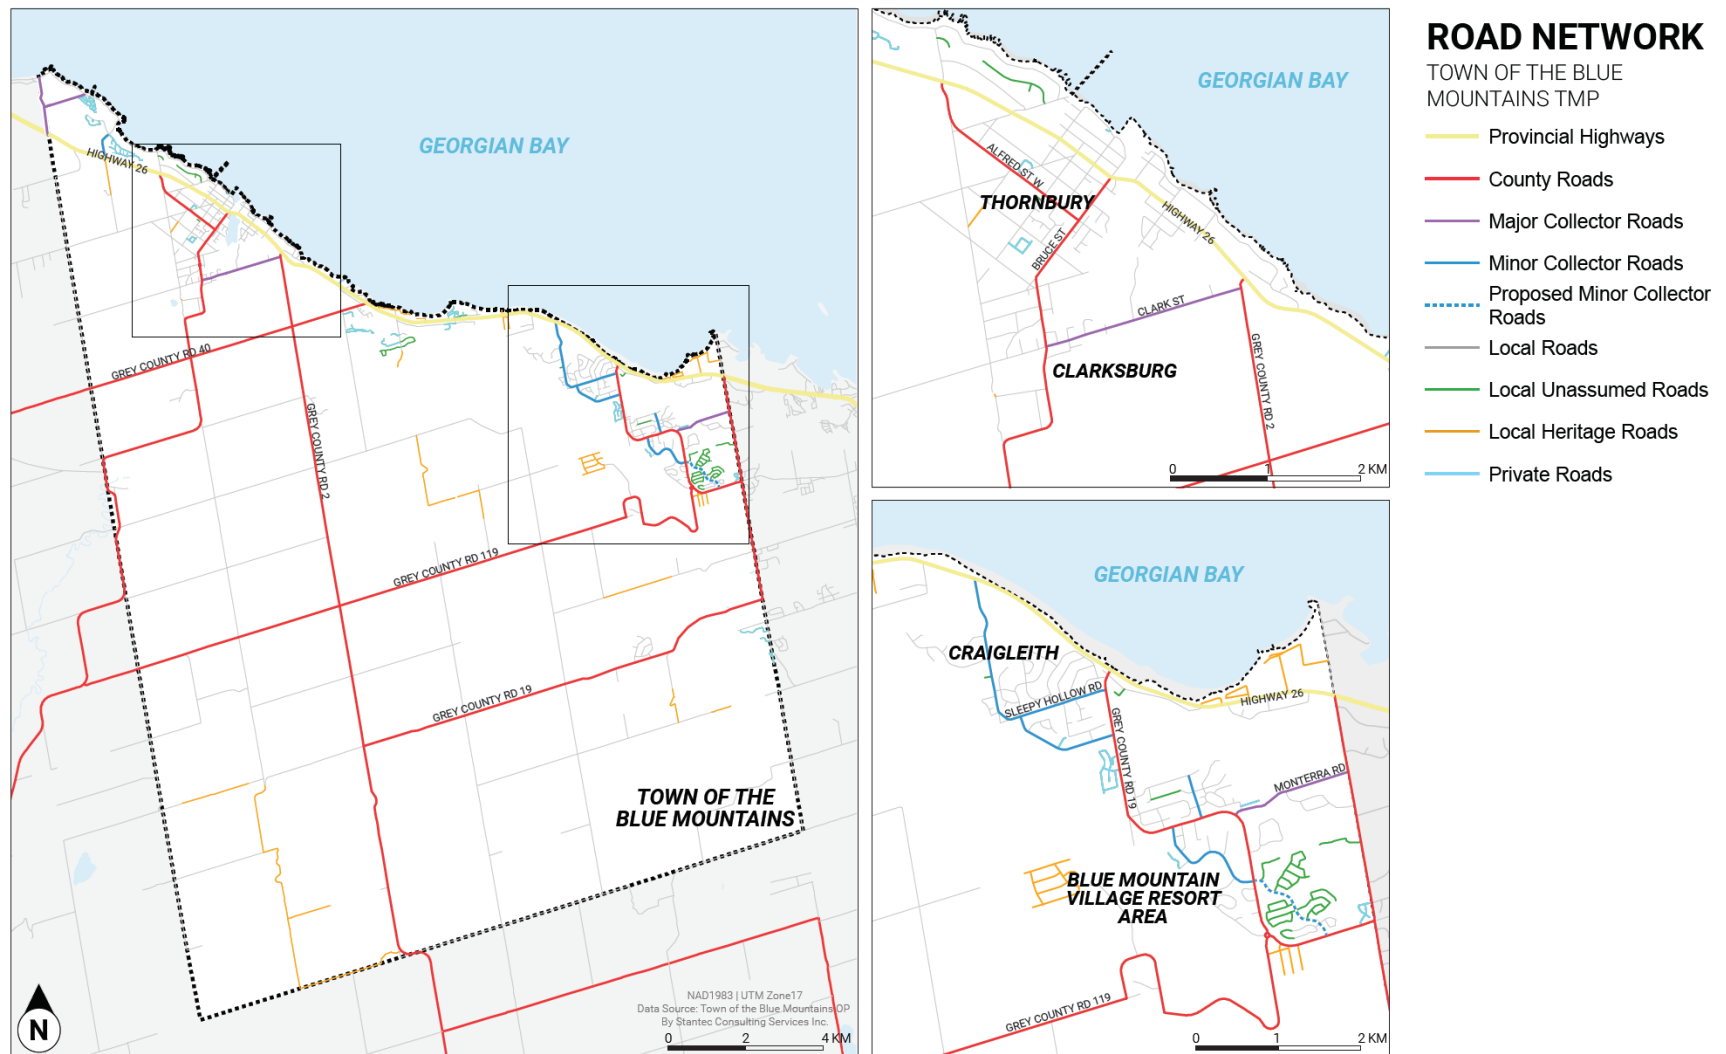 GEORGIAN BAY
HIGHWAY 26
GREY COUNTY RD 40
GREY COUNTY RD 2
GREY COUNTY RD 119
GREY COUNTY RD 19
TOWN OF THE
BLUE MOUNTAINS
N
NAD1983 | UTM Zone17
Data Source: Town of the Blue Mountains OP
By Stantec Consulting Services Inc.
0 2 4 KM
GEORGIAN BAY
ALFRED ST W
THORNBURY
HIGHWAY 26
BRUCE ST
CLARK ST
GREY COUNTY RD 2
CLARKSBURG
0 1 2 KM
GEORGIAN BAY
CRAIGLEITH
SLEEPY HOLLOW RD
HIGHWAY 26
GREY COUNTY RD 19
MONTERRA RD
BLUE MOUNTAIN
VILLAGE RESORT
AREA
GREY COUNTY RD 119
0 1 2 KM
ROAD NETWORK
TOWN OF THE BLUE
MOUNTAINS TMP
Provincial Highways
County Roads
Major Collector Roads
Minor Collector Roads
Proposed Minor Collector
Roads
Local Roads
Local Unassumed Roads
Local Heritage Roads
Private Roads